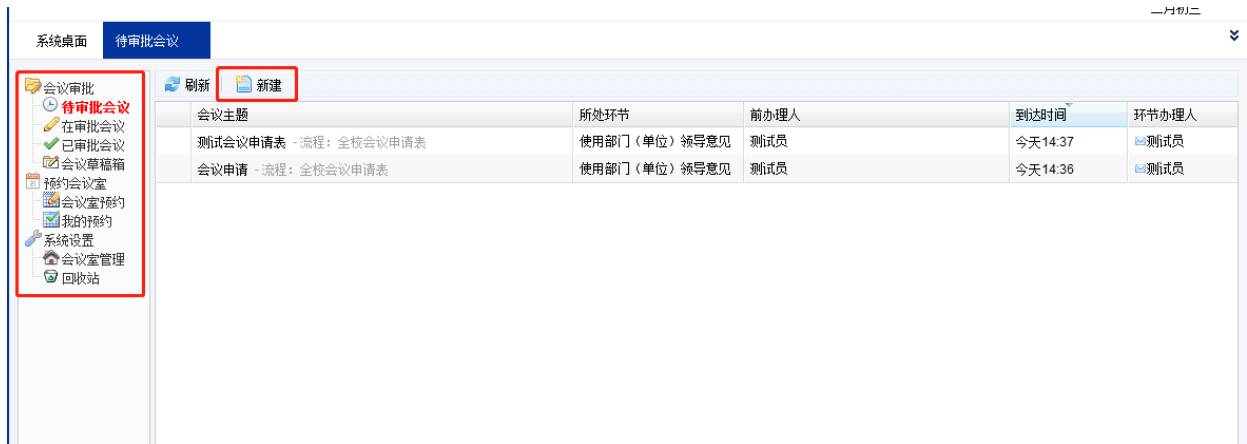 二月初三
系统桌面 待审批会议
会议审批
待审批会议
在审批会议
已审批会议
会议草稿箱
预约会议室
会议室预约
我的预约
系统设置
会议室管理
回收站
刷新 新建
会议主题 所处环节 前办理人 到达时间 环节办理人
测试会议申请表 -流程：全校会议申请表 使用部门（单位）领导意见 测试员 今天14:37 测试员
会议申请 -流程：全校会议申请表 使用部门（单位）领导意见 测试员 今天14:36 测试员